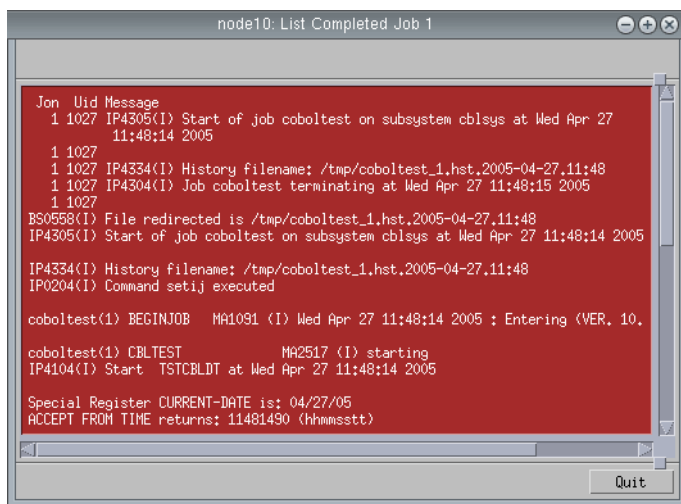 node10: List Completed Job 1
Jon Uid Message
1 1027 IP4305(I) Start of job coboltest on subsystem cblsys at Wed Apr 27
11:48:14 2005
1 1027
1 1027 IP4334(I) History filename: /tmp/coboltest_1.hst.2005-04-27.11:48
1 1027 IP4304(I) Job coboltest terminating at Wed Apr 27 11:48:15 2005
1 1027
BS0558(I) File redirected is /tmp/coboltest_1.hst.2005-04-27.11:48
IP4305(I) Start of job coboltest on subsystem cblsys at Wed Apr 27 11:48:14 2005
IP4334(I) History filename: /tmp/coboltest_1.hst.2005-04-27.11:48
IP0204(I) Command setij executed
coboltest(1) BEGINJOB MA1091 (I) Wed Apr 27 11:48:14 2005 : Entering (VER. 10.
coboltest(1) CBLTEST MA2517 (I) starting
IP4104(I) Start TSTCBLDT at Wed Apr 27 11:48:14 2005
Special Register CURRENT-DATE is: 04/27/05
ACCEPT FROM TIME returns: 11481490 (hhmmsstt)
Quit